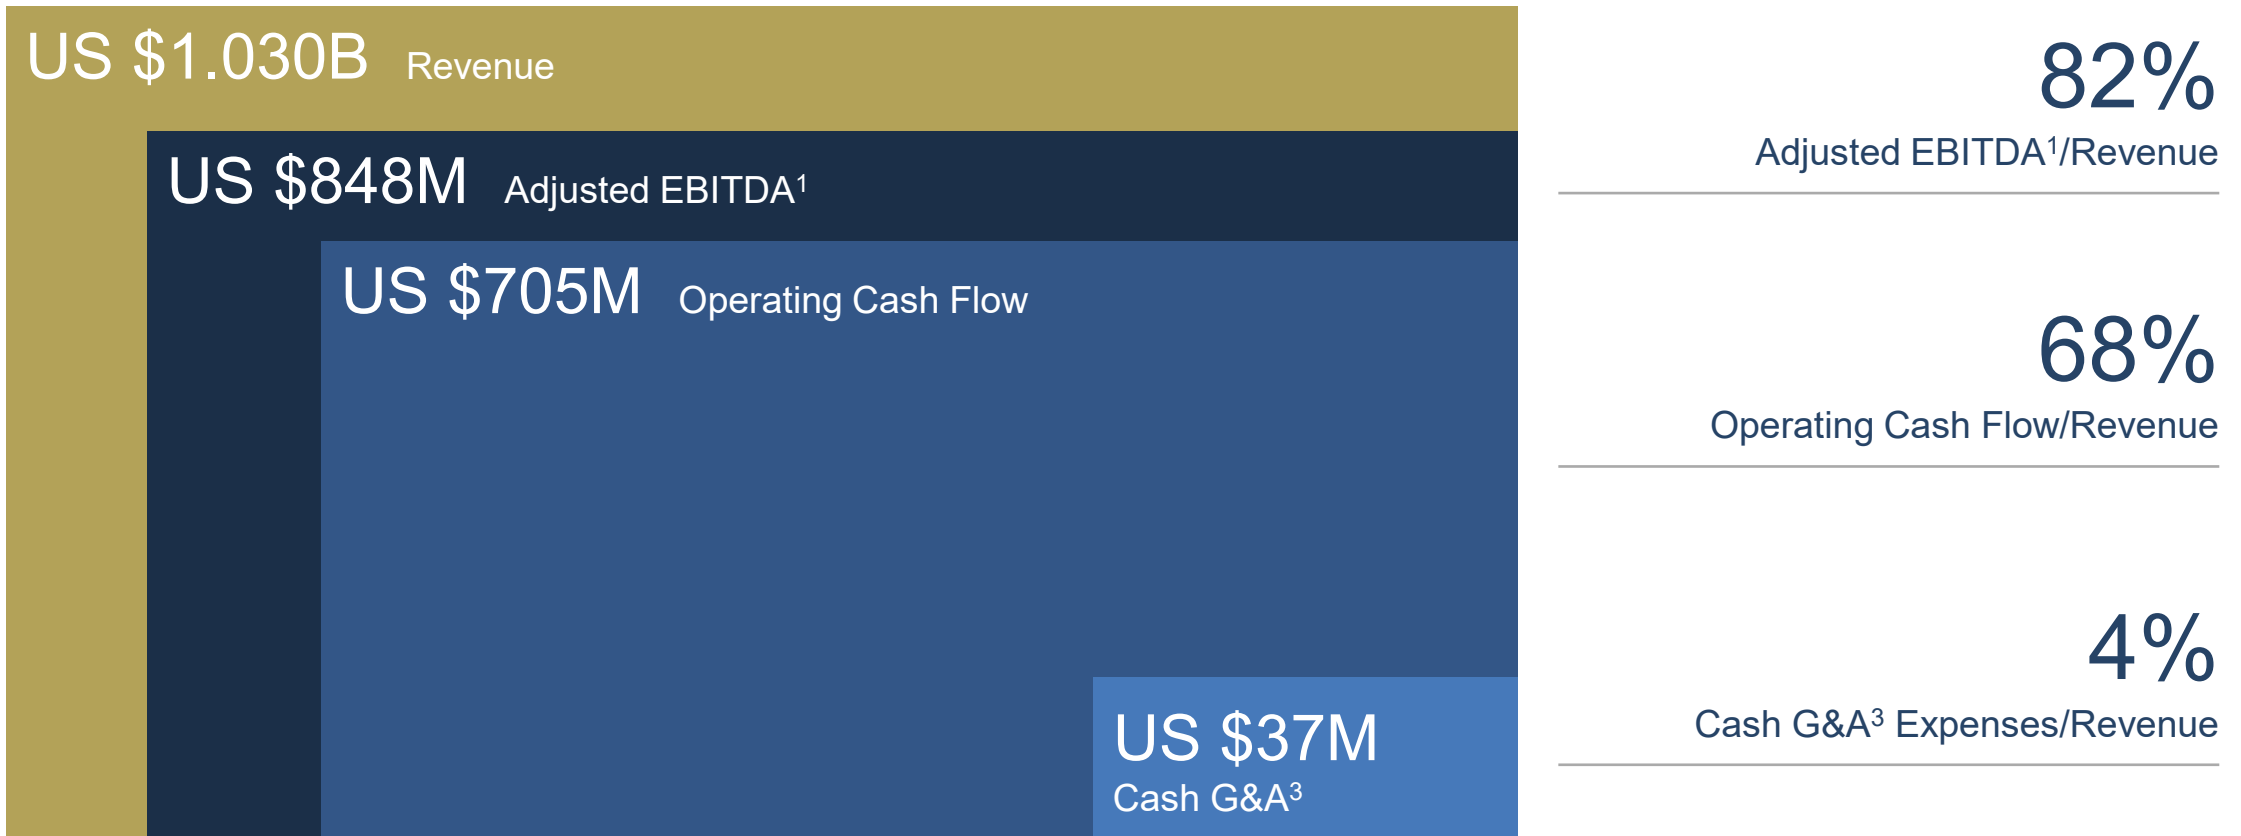 US $1.030B Revenue
US $848M Adjusted EBITDA¹
US $705M Operating Cash Flow
US $37M
Cash G&A³
82%
Adjusted EBITDA¹/Revenue
68%
Operating Cash Flow/Revenue
4%
Cash G&A³ Expenses/Revenue